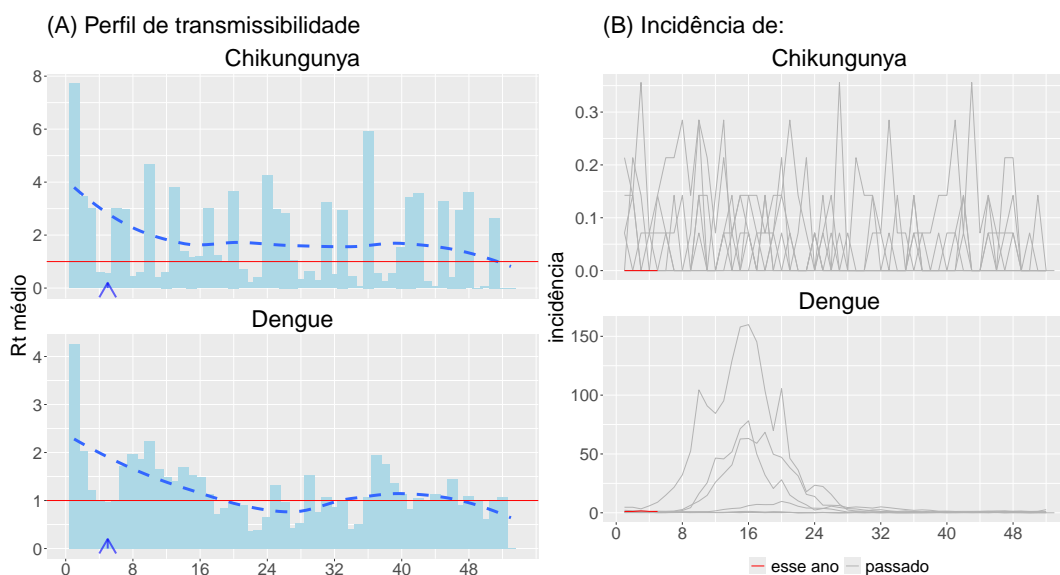 (A) Perfil de transmissibilidade
Chikungunya
8
6
4
2
0
Dengue
4
3
2
1
0
0 8 16 24 32 40 48
Rt médio
(B) Incidência de:
Chikungunya
0.3
0.2
0.1
0.0
Dengue
150
100
50
0
0 8 16 24 32 40 48
incidência
esse ano passado